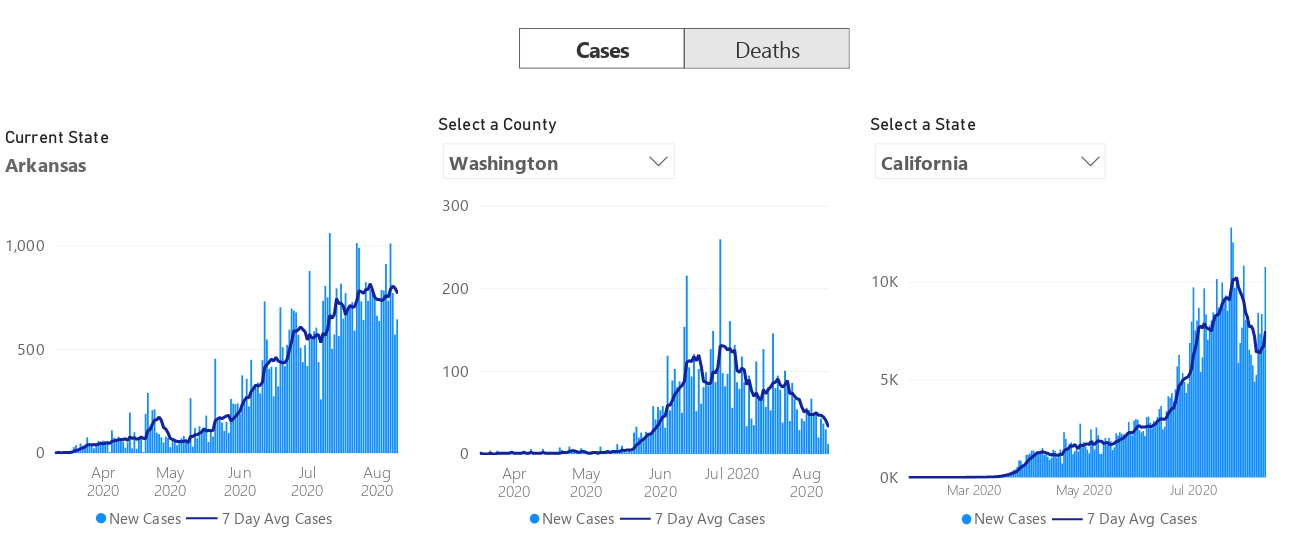 Cases Deaths
Current State
Arkansas
1,000
500
0
Apr 2020 May 2020 Jun 2020 Jul 2020 Aug 2020
New Cases 7 Day Avg Cases
Select a County
Washington
300
200
100
0
Apr 2020 May 2020 Jun 2020 Jul 2020 Aug 2020
New Cases 7 Day Avg Cases
Select a State
California
10K
5K
0K
Mar 2020 May 2020 Jul 2020
New Cases 7 Day Avg Cases